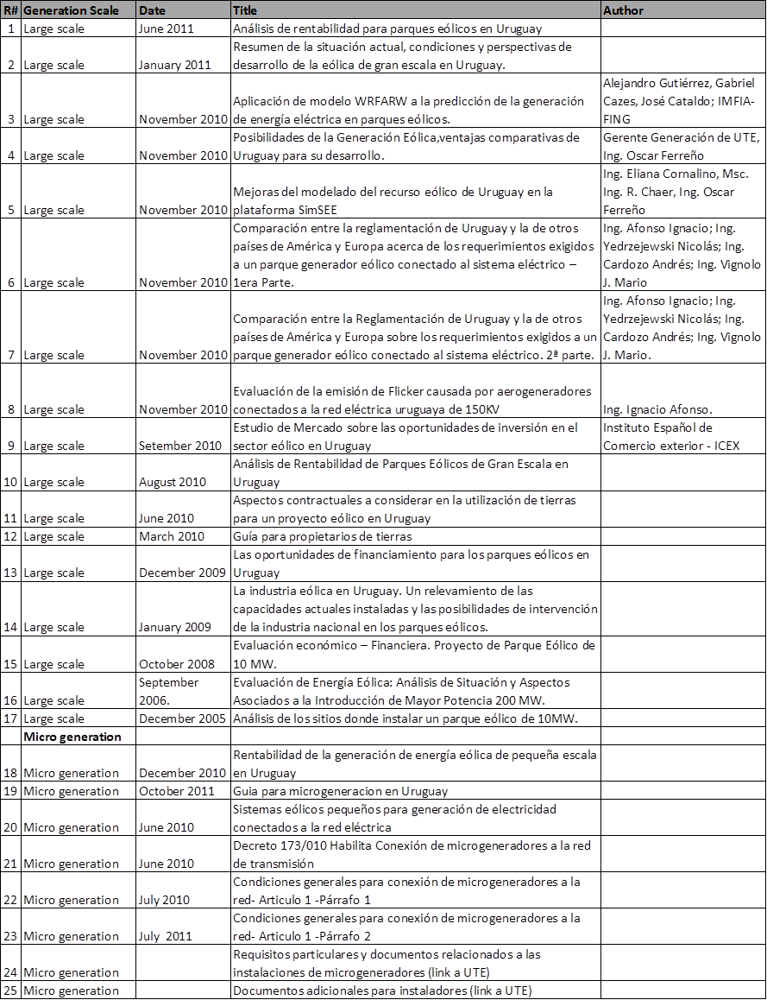 R# Generation Scale Date Title Author
1 Large scale June 2011 Análisis de rentabilidad para parques eólicos en Uruguay
Resumen de la situación actual, condiciones y perspectivas de
2 Large scale January 2011 desarrollo de la eólica de gran escala en Uruguay.
Alejandro Gutiérrez, Gabriel
Aplicación de modelo WRFARW a la predicción de la generación Cazes, José Cataldo; IMFIA-
3 Large scale November 2010 de energía eléctrica en parques eólicos. FING
Posibilidades de la Generación Eólica,ventajas comparativas de Gerente Generación de UTE,
4 Large scale November 2010 Uruguay para su desarrollo. Ing. Oscar Ferreño
Ing. Eliana Cornalino, Msc.
Mejoras del modelado del recurso eólico de Uruguay en la Ing. R. Chaer, Ing. Oscar
5 Large scale November 2010 plataforma SimSEE Ferreño
Comparación entre la reglamentación de Uruguay y la de otros Ing. Afonso Ignacio; Ing.
países de América y Europa acerca de los requerimientos exigidos Yedrzejewski Nicolás; Ing.
a un parque generador eólico conectado al sistema eléctrico – Cardozo Andrés; Ing. Vignolo
6 Large scale November 2010 1era Parte. J. Mario
Ing. Afonso Ignacio; Ing.
Comparación entre la Reglamentación de Uruguay y la de otros Yedrzejewski Nicolás; Ing.
países de América y Europa sobre los requerimientos exigidos a un Cardozo Andrés; Ing. Vignolo
7 Large scale November 2010 parque generador eólico conectado al sistema eléctrico. 2ª parte. J. Mario.
Evaluación de la emisión de Flicker causada por aerogeneradores
8 Large scale November 2010 conectados a la red eléctrica uruguaya de 150KV Ing. Ignacio Afonso.
Estudio de Mercado sobre las oportunidades de inversión en el Instituto Español de
9 Large scale Setember 2010 sector eólico en Uruguay Comercio exterior - ICEX
Análisis de Rentabilidad de Parques Eólicos de Gran Escala en
10 Large scale August 2010 Uruguay
Aspectos contractuales a considerar en la utilización de tierras
11 Large scale June 2010 para un proyecto eólico en Uruguay
12 Large scale March 2010 Guía para propietarios de tierras
Las oportunidades de financiamiento para los parques eólicos en
13 Large scale December 2009 Uruguay
La industria eólica en Uruguay. Un relevamiento de las
capacidades actuales instaladas y las posibilidades de intervención
14 Large scale January 2009 de la industria nacional en los parques eólicos.
Evaluación económico – Financiera. Proyecto de Parque Eólico de
15 Large scale October 2008 10 MW.
September Evaluación de Energía Eólica: Análisis de Situación y Aspectos
16 Large scale 2006. Asociados a la Introducción de Mayor Potencia 200 MW.
17 Large scale December 2005 Análisis de los sitios donde instalar un parque eólico de 10MW.
Micro generation
Rentabilidad de la generación de energía eólica de pequeña escala
18 Micro generation December 2010 en Uruguay
19 Micro generation October 2011 Guia para microgeneracion en Uruguay
Sistemas eólicos pequeños para generación de electricidad
20 Micro generation June 2010 conectados a la red eléctrica
Decreto 173/010 Habilita Conexión de microgeneradores a la red
21 Micro generation June 2010 de transmisión
Condiciones generales para conexión de microgeneradores a la
22 Micro generation July 2010 red- Articulo 1 -Párrafo 1
Condiciones generales para conexión de microgeneradores a la
23 Micro generation July 2011 red- Articulo 1 -Párrafo 2
Requisitos particulares y documentos relacionados a las
24 Micro generation instalaciones de microgeneradores (link a UTE)
25 Micro generation Documentos adicionales para instaladores (link a UTE)